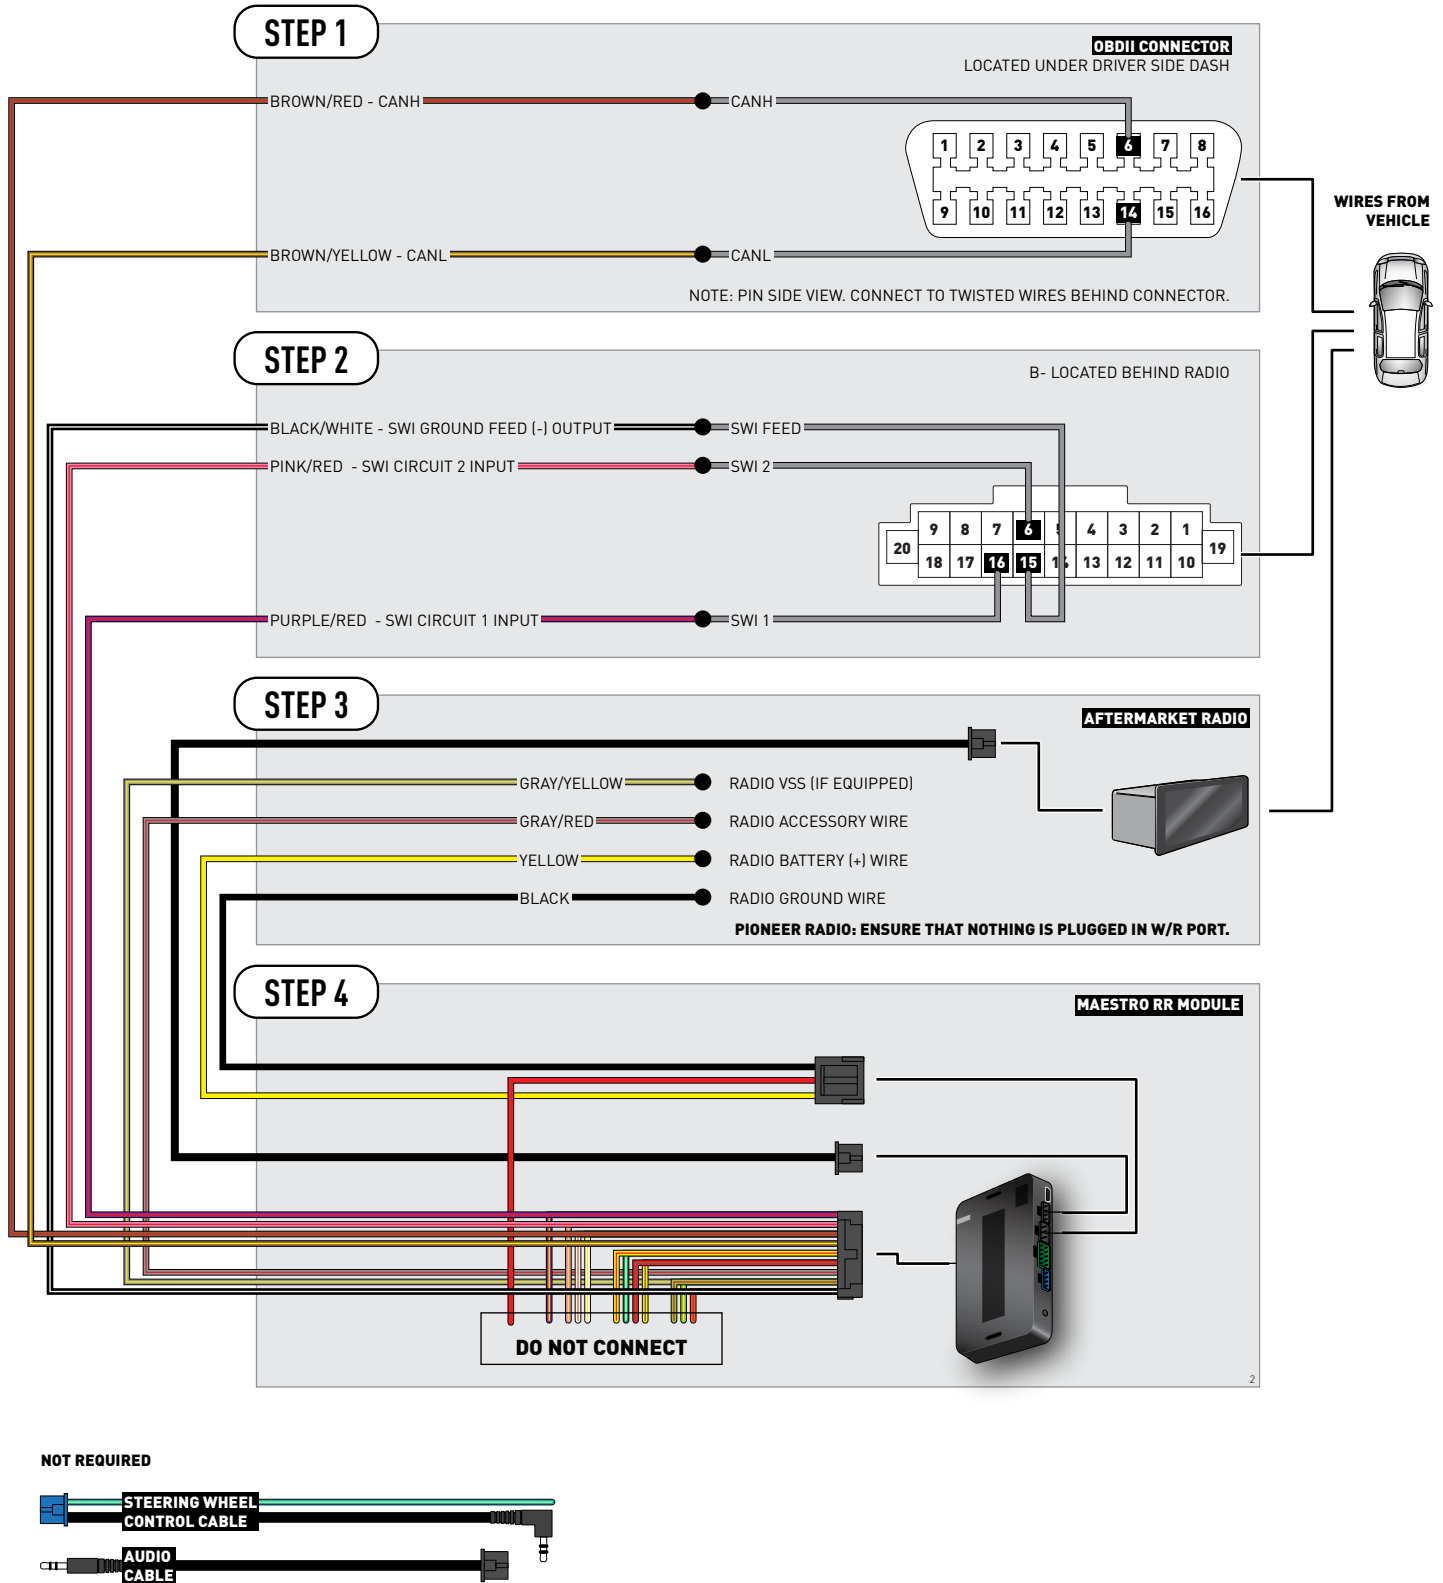 STEP 1
OBDII CONNECTOR
LOCATED UNDER DRIVER SIDE DASH
BROWN/RED - CANH
CANH
1 2 3 4 5 6 7 8
9 10 11 12 13 14 15 16
WIRES FROM
VEHICLE
BROWN/YELLOW - CANL
CANL
NOTE: PIN SIDE VIEW. CONNECT TO TWISTED WIRES BEHIND CONNECTOR.
STEP 2
B- LOCATED BEHIND RADIO
BLACK/WHITE - SWI GROUND FEED (-) OUTPUT
SWI FEED
PINK/RED - SWI CIRCUIT 2 INPUT
SWI 2
9 8 7 6 5 4 3 2 1
20 19
18 17 16 15 14 13 12 11 10
PURPLE/RED - SWI CIRCUIT 1 INPUT
SWI 1
STEP 3
AFTERMARKET RADIO
GRAY/YELLOW
RADIO VSS (IF EQUIPPED)
GRAY/RED
RADIO ACCESSORY WIRE
YELLOW
RADIO BATTERY (+) WIRE
BLACK
RADIO GROUND WIRE
PIONEER RADIO: ENSURE THAT NOTHING IS PLUGGED IN W/R PORT.
STEP 4
MAESTRO RR MODULE
DO NOT CONNECT
2
NOT REQUIRED
STEERING WHEEL
CONTROL CABLE
AUDIO
CABLE